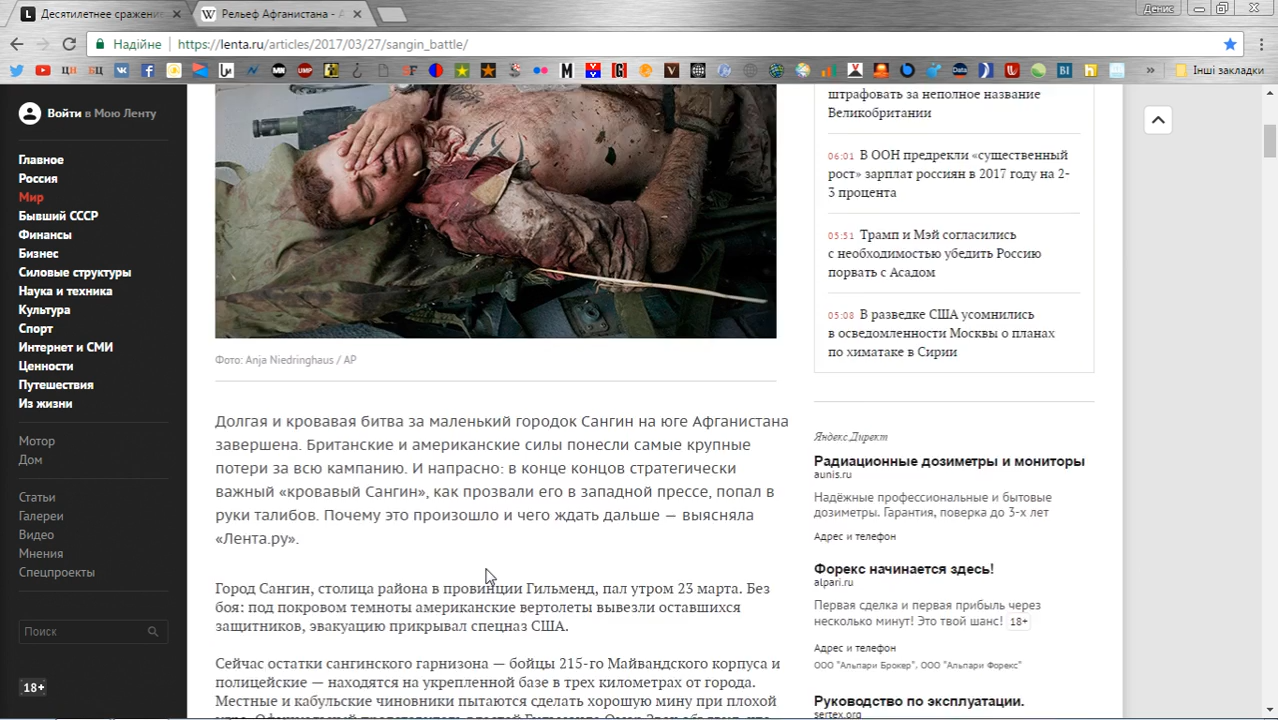 Десятилетнее сражение
Рельеф Афганистана - А
Денис
Надійне
https://lenta.ru/articles/2017/03/27/sangin_battle/
Інші закладки
Войти в Мою Ленту
Главное
Россия
Мир
Бывший СССР
Финансы
Бизнес
Силовые структуры
Наука и техника
Культура
Спорт
Интернет и СМИ
Ценности
Путешествия
Из жизни
Мотор
Дом
Статьи
Галереи
Видео
Мнения
Спецпроекты
Поиск
18+
Фото: Anja Niedringhaus / AP
Долгая и кровавая битва за маленький городок Сангин на юге Афганистана
завершена. Британские и американские силы понесли самые крупные
потери за всю кампанию. И напрасно: в конце концов стратегически
важный «кровавый Сангин», как прозвали его в западной прессе, попал в
руки талибов. Почему это произошло и чего ждать дальше — выясняла
«Лента.ру».
Город Сангин, столица района в провинции Гильменд, пал утром 23 марта. Без
боя: под покровом темноты американские вертолеты вывезли оставшихся
защитников, эвакуацию прикрывал спецназ США.
Сейчас остатки сангинского гарнизона — бойцы 215-го Майвандского корпуса и
полицейские — находятся на укрепленной базе в трех километрах от города.
Местные и кабульские чиновники пытаются сделать хорошую мину при плохой
штрафовать за неполное название
Великобритании
06:01 В ООН предрекли «существенный
рост» зарплат россиян в 2017 году на 2-
3 процента
05:51 Трамп и Мэй согласились
с необходимостью убедить Россию
порвать с Асадом
05:08 В разведке США усомнились
в осведомленности Москвы о планах
по химатаке в Сирии
Яндекс.Директ
Радиационные дозиметры и мониторы
aunis.ru
Надёжные профессиональные и бытовые
дозиметры. Гарантия, поверка до 3-х лет
Адрес и телефон
Форекс начинается здесь!
alpari.ru
Первая сделка и первая прибыль через
несколько минут! Это твой шанс! 18+
Адрес и телефон
ООО "Альпари Брокер", ООО "Альпари Форекс"
Руководство по эксплуатации.
sertex.org